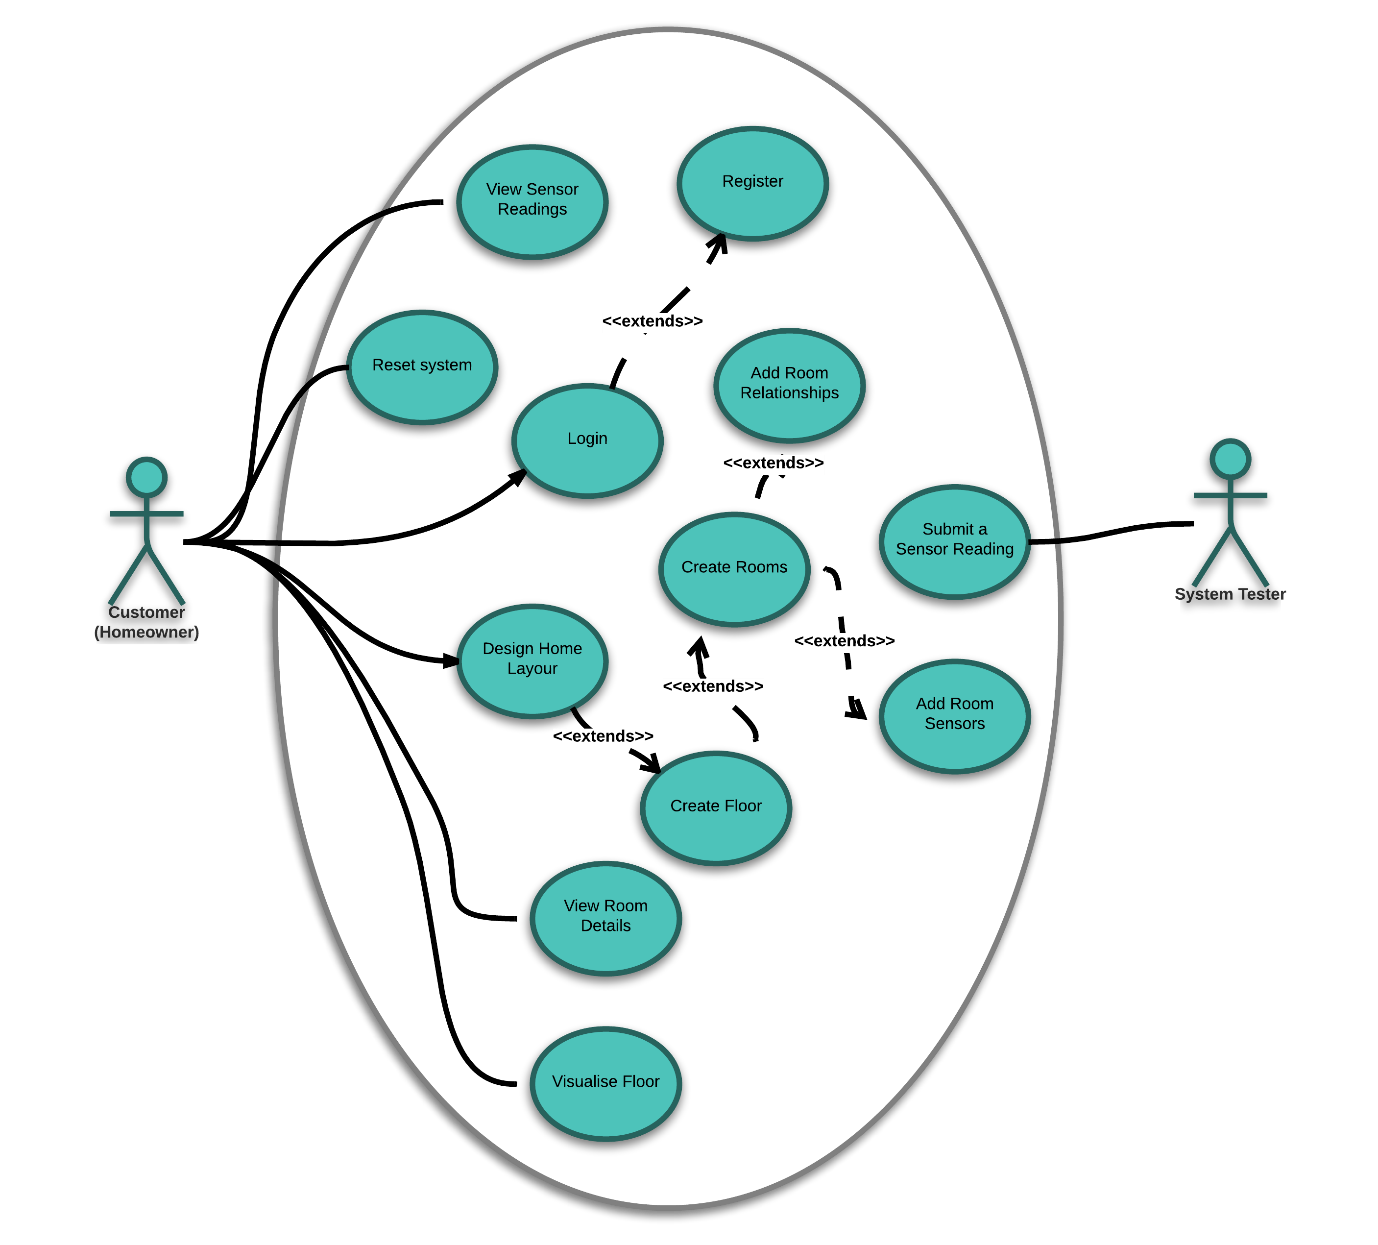 View Sensor
Readings
Register
<<extends>>
Reset system
Add Room
Relationships
Login
<<extends>>
Submit a
Sensor Reading
Create Rooms
System Tester
Customer
(Homeowner)
<<extends>>
Design Home
Layour
<<extends>>
Add Room
Sensors
<<extends>>
Create Floor
View Room
Details
Visualise Floor